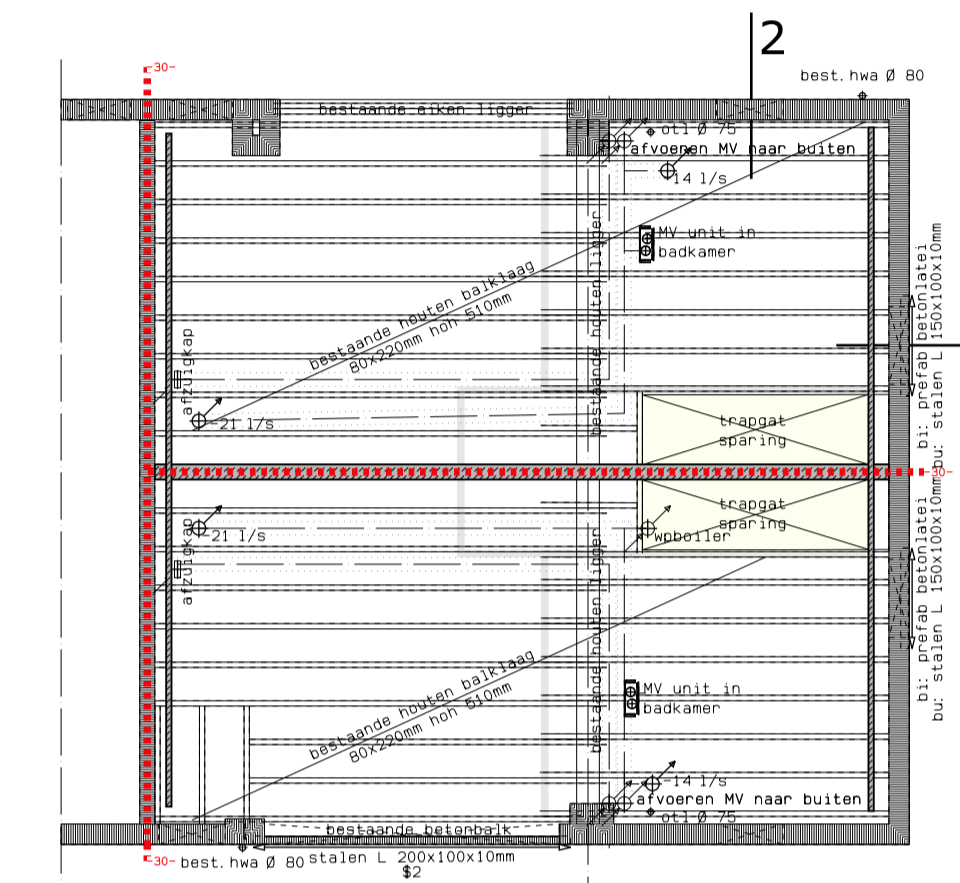 2
-30-
best.hwa Ø 80
bestaande eiken ligger
otl Ø 75
afvoeren MV naar buiten
14 l/s
MV unit in
badkamer
bestaande houten ligger
bestaande houten balklaag
80x220mm hoh 510mm
afzuigkap
-21 l/s
trapgat
sparing
bi: prefab betonlatei
bu: stalen L 150x100x10mm
-30-
trapgat
sparing
-21 l/s
wpboiler
afzuigkap
bestaande houten ligger
bi: prefab betonlatei
bu: stalen L 150x100x10mm
bestaande houten balklaag
80x220mm hoh 510mm
MV unit in
badkamer
-14 l/s
afvoeren MV naar buiten
otl Ø 75
bestaande betonbalk
-30-
best.hwa Ø 80
stalen L 200x100x10mm
$2